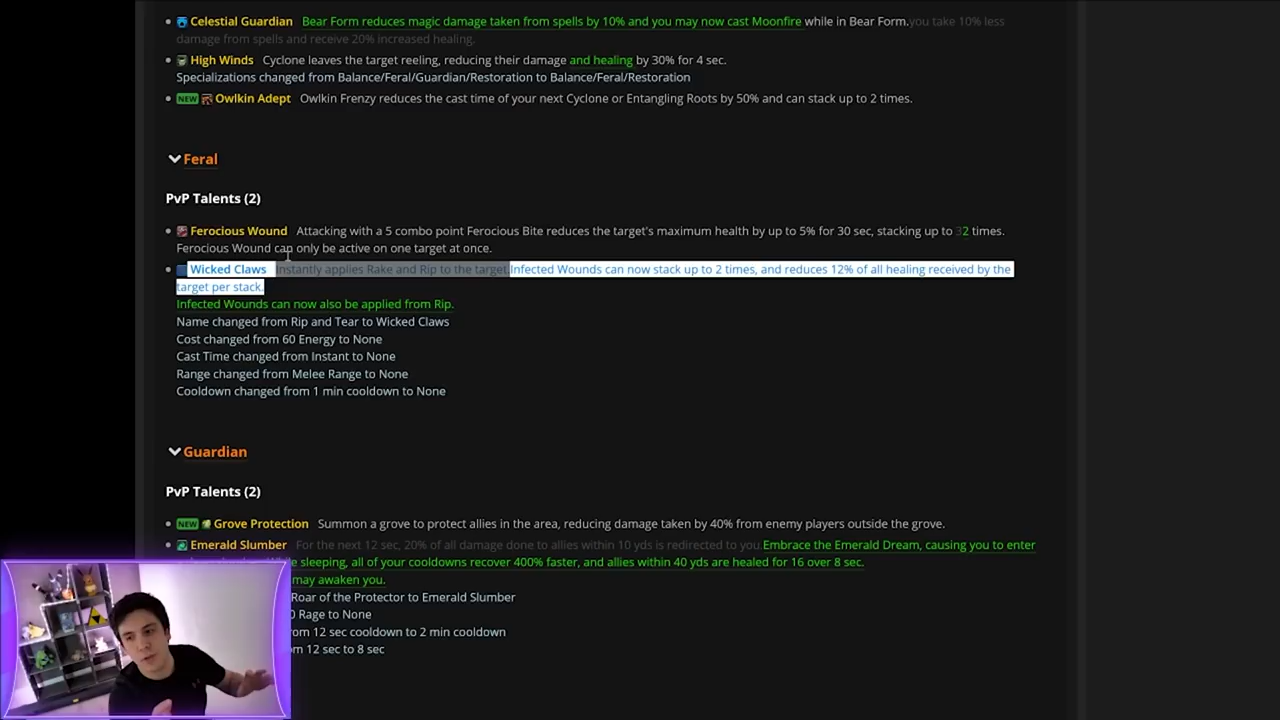 Celestial Guardian Bear Form reduces magic damage taken from spells by 10% and you may now cast Moonfire while in Bear Form.you take 10% less
damage from spells and receive 20% increased healing.
High Winds Cyclone leaves the target reeling, reducing their damage and healing by 30% for 4 sec.
Specializations changed from Balance/Feral/Guardian/Restoration to Balance/Feral/Restoration
NEW Owlkin Adept Owlkin Frenzy reduces the cast time of your next Cyclone or Entangling Roots by 50% and can stack up to 2 times.
Feral
PvP Talents (2)
Ferocious Wound Attacking with a 5 combo point Ferocious Bite reduces the target's maximum health by up to 5% for 30 sec, stacking up to 32 times.
Ferocious Wound can only be active on one target at once.
Wicked Claws Instantly applies Rake and Rip to the target.Infected Wounds can now stack up to 2 times, and reduces 12% of all healing received by the
target per stack.
Infected Wounds can now also be applied from Rip.
Name changed from Rip and Tear to Wicked Claws
Cost changed from 60 Energy to None
Cast Time changed from Instant to None
Range changed from Melee Range to None
Cooldown changed from 1 min cooldown to None
Guardian
PvP Talents (2)
NEW Grove Protection Summon a grove to protect allies in the area, reducing damage taken by 40% from enemy players outside the grove.
Emerald Slumber For the next 12 sec, 20% of all damage done to allies within 10 yds is redirected to you.Embrace the Emerald Dream, causing you to enter
sleeping, all of your cooldowns recover 400% faster, and allies within 40 yds are healed for 16 over 8 sec.
may awaken you.
Roar of the Protector to Emerald Slumber
0 Rage to None
om 12 sec cooldown to 2 min cooldown
m 12 sec to 8 sec